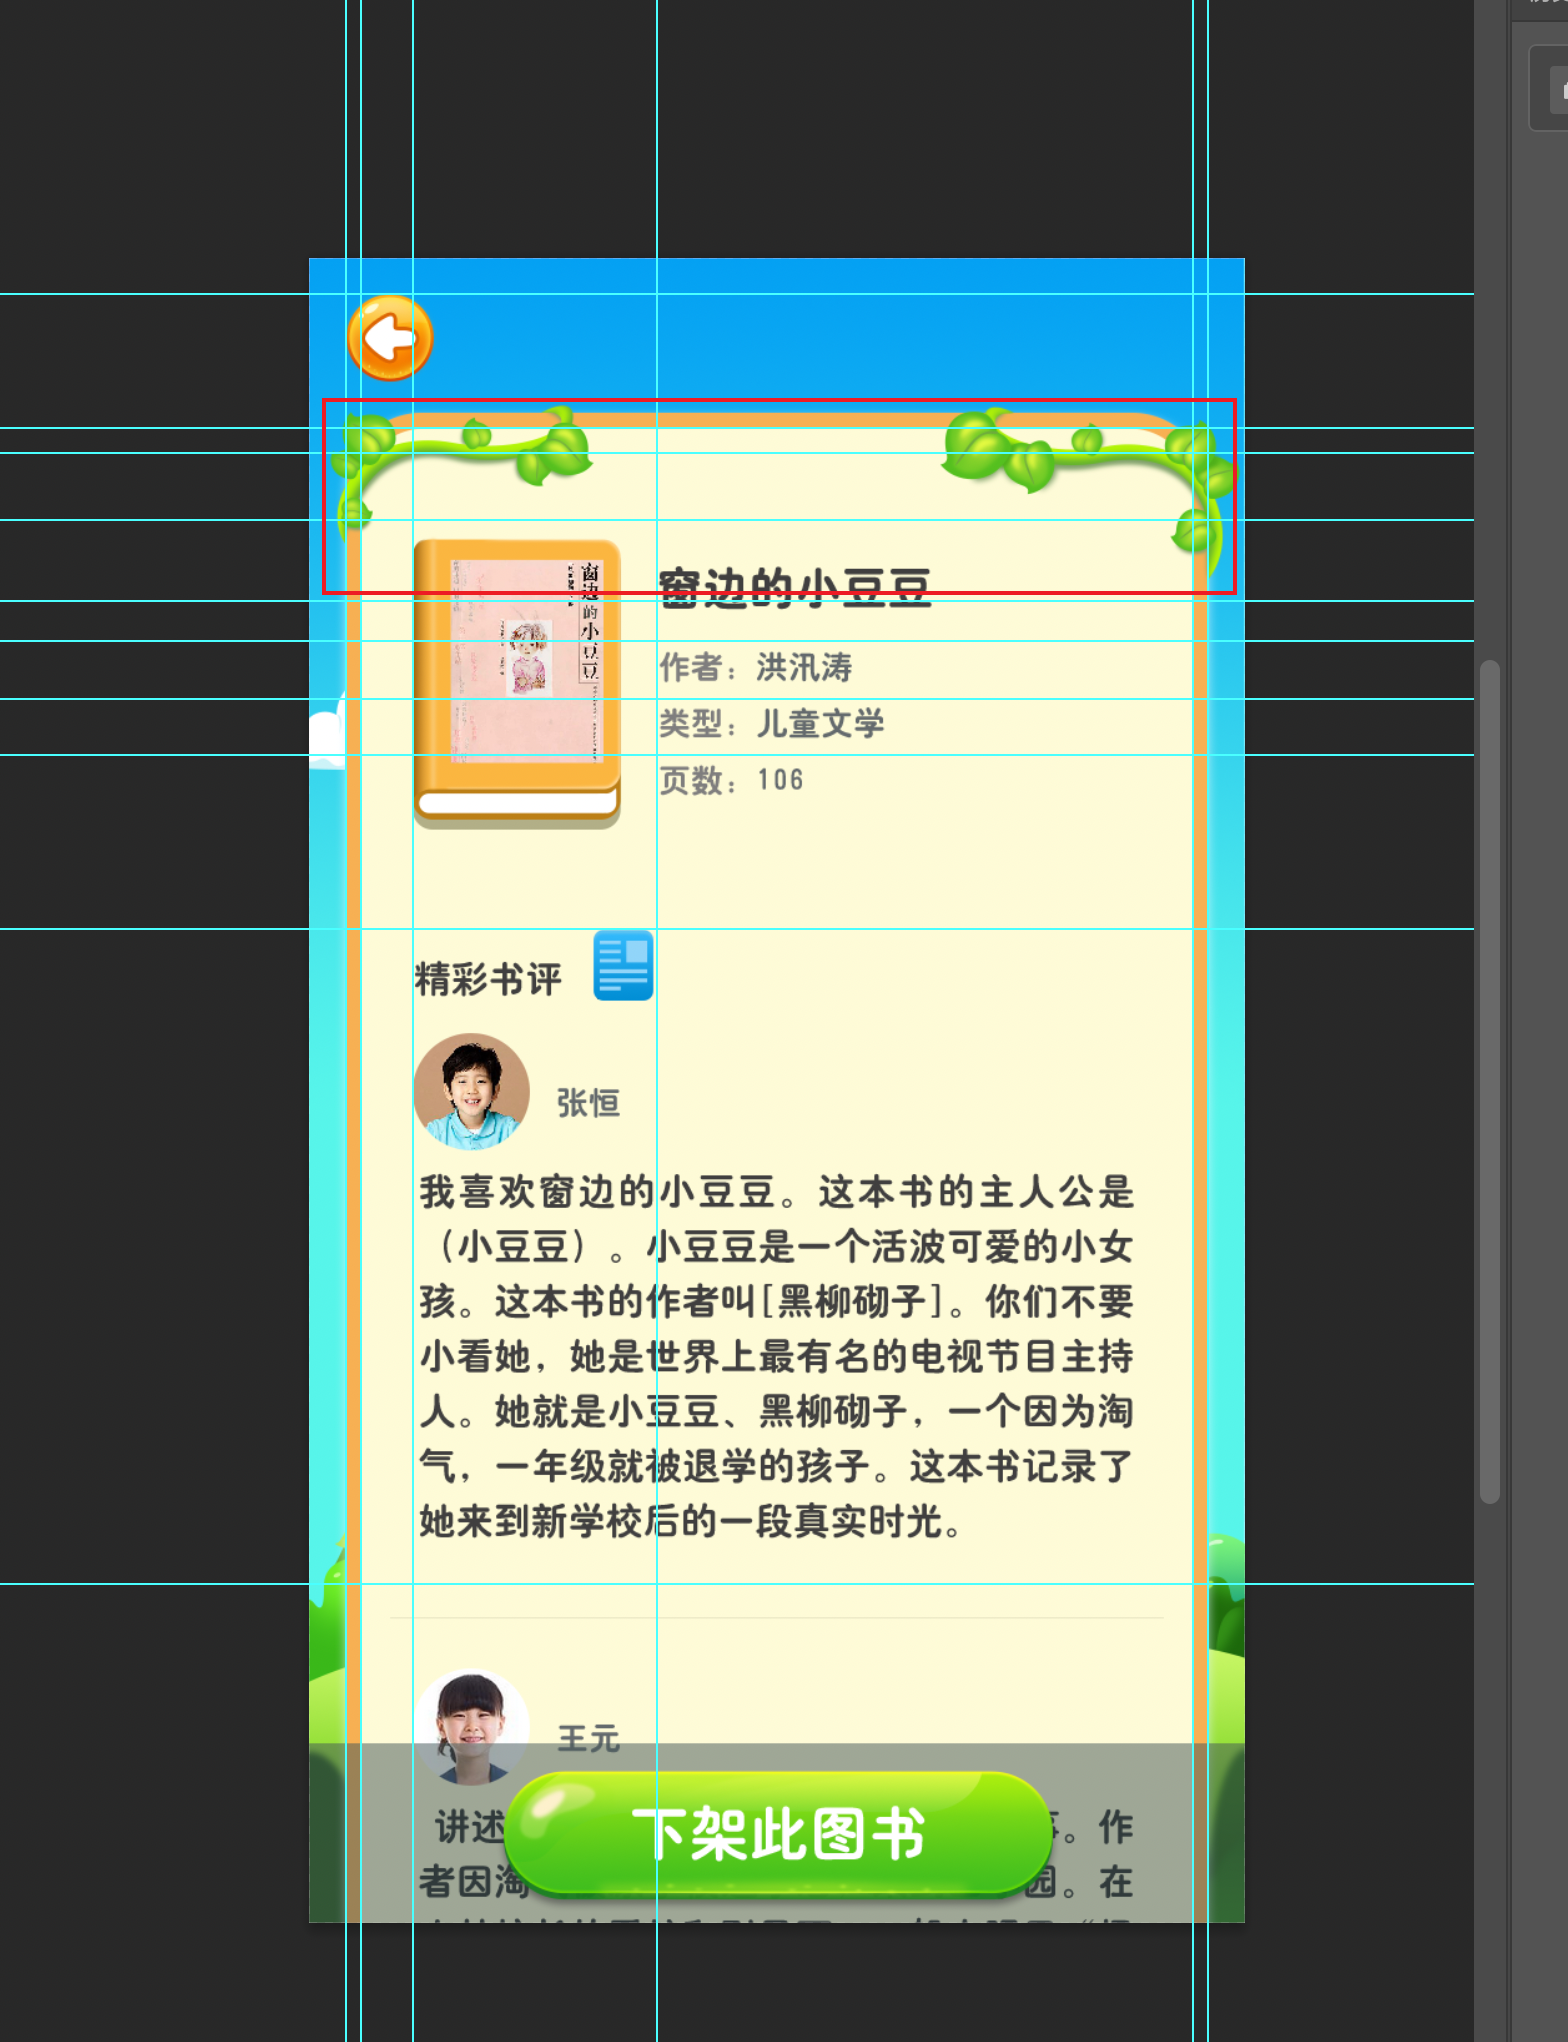 窗边的小豆豆
窗边的小豆豆
作者：洪汛涛
类型：儿童文学
页数：106
精彩书评
张恒
我喜欢窗边的小豆豆。这本书的主人公是
（小豆豆）。小豆豆是一个活波可爱的小女
孩。这本书的作者叫[黑柳砌子]。你们不要
小看她，她是世界上最有名的电视节目主持
人。她就是小豆豆、黑柳砌子，一个因为淘
气，一年级就被退学的孩子。这本书记录了
她来到新学校后的一段真实时光。
王元
讲述 。作
者因淘 园。在
下架此图书